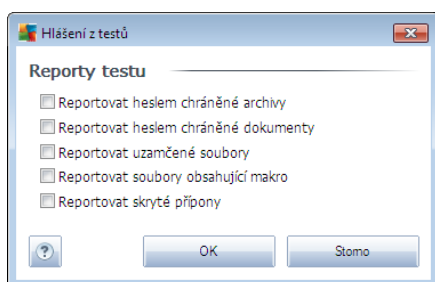 Hlášení z testů
Reporty testu
Reportovat heslem chráněné archivy
Reportovat heslem chráněné dokumenty
Reportovat uzamčené soubory
Reportovat soubory obsahující makro
Reportovat skryté přípony
?
OK
Storno